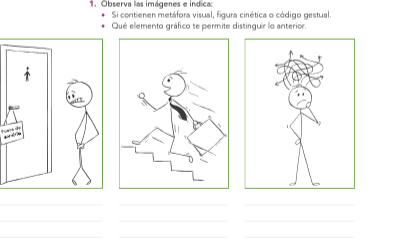 1. Observa las imágenes e indica:
• Si contienen metáfora visual, figura cinética o código gestual.
• Qué elemento gráfico te permite distinguir lo anterior.
Fuera de
servicio